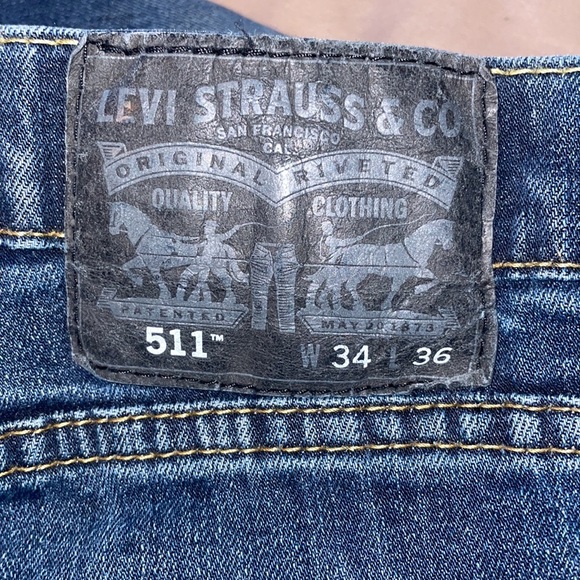 LEVI STRAUSS & CO.
SAN FRANCISCO
CAL.
ORIGINAL RIVETED
QUALITY CLOTHING
PATENTED MAY 20 1873
511™ W 34 L 36